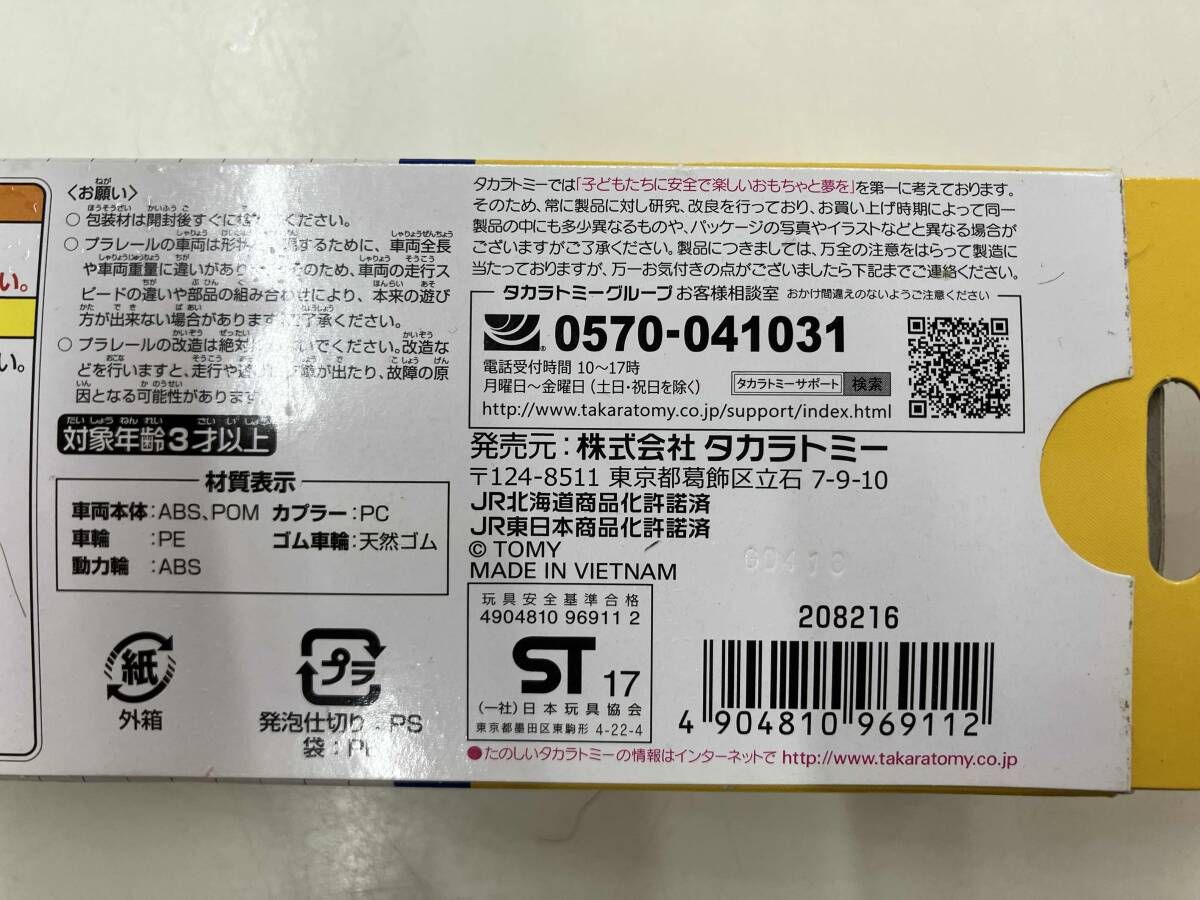 い。
い。
〈お願い〉
○ 包装材は開封後すぐに ください。
○ プラレールの車両は形状 するために、車両全長
や車両重量に違いがあり そのため、車両の走行ス
ピードの違いや部品の組み合わせにより、本来の遊び
方が出来ない場合があります ご了承ください。
○ プラレールの改造は絶対 でください。改造な
どを行いますと、走行や が出たり、故障の原
因となる可能性があります
対象年齢3才以上
材質表示
車両本体:ABS、POM カプラー:PC
車輪 :PE ゴム車輪:天然ゴム
動力輪 :ABS
紙
外箱
プラ
発泡仕切り:PS
袋:P
タカラトミーでは「子どもたちに安全で楽しいおもちゃと夢を」を第一に考えております。
そのため、常に製品に対し研究、改良を行っており、お買い上げ時期によって同一
製品の中にも多少異なるものや、パッケージの写真やイラストなどと異なる場合が
ございますがご了承ください。製品につきましては、万全の注意をはらって製造に
当たっておりますが、万一お気付きの点がございましたら下記までご連絡ください。
タカラトミーグループ お客様相談室 おかけ間違えのないようご注意ください
0570-041031
電話受付時間 10〜17時
月曜日〜金曜日(土日・祝日を除く)
タカラトミーサポート 検索
http://www.takaratomy.co.jp/support/index.html
発売元:株式会社 タカラトミー
〒124-8511 東京都葛飾区立石 7-9-10
JR北海道商品化許諾済
JR東日本商品化許諾済
© TOMY
MADE IN VIETNAM
玩具安全基準合格
4904810 96911 2
ST 17
(一社)日本玩具協会
東京都墨田区東駒形 4-22-4
208216
4 904810 969112
●たのしいタカラトミーの情報はインターネットで http://www.takaratomy.co.jp